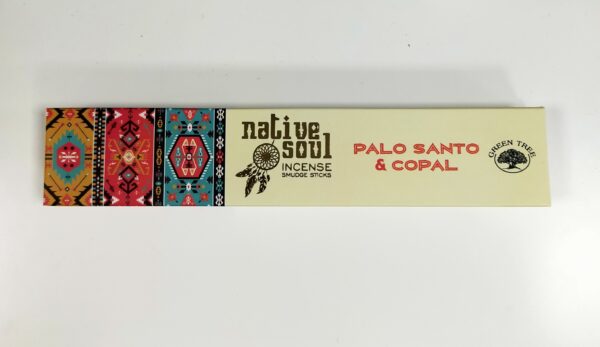 native
soul
INCENSE
SMUDGE STICKS
PALO SANTO
& COPAL
GREEN TREE